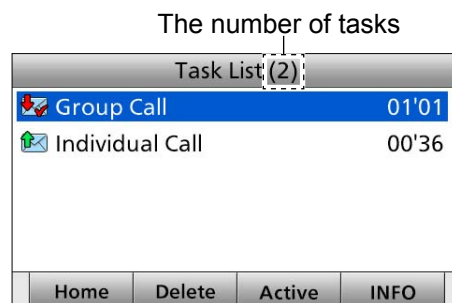 The number of tasks
Task List (2)
Group Call 01'01
Individual Call 00'36
Home Delete Active INFO